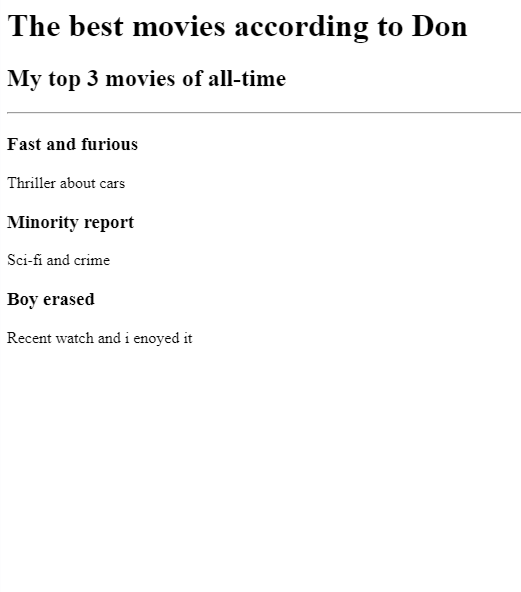 The best movies according to Don
My top 3 movies of all-time
Fast and furious
Thriller about cars
Minority report
Sci-fi and crime
Boy erased
Recent watch and i enoyed it